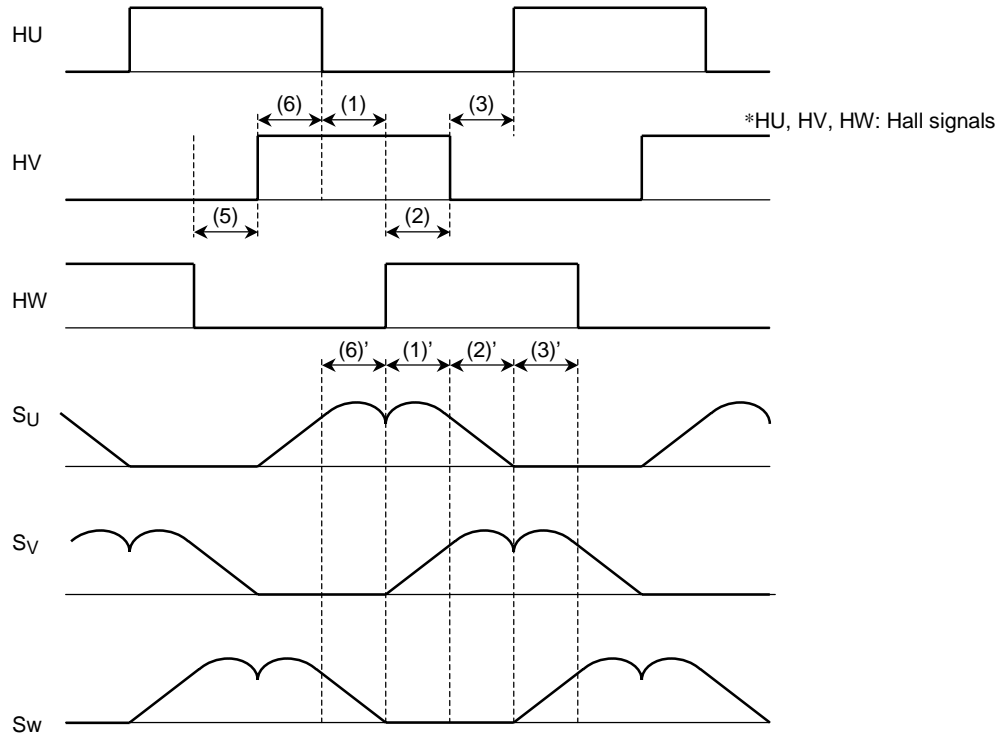 HU
(6) (1) (3)
*HU, HV, HW: Hall signals
HV
(5) (2)
HW
(6)’ (1)’ (2)’ (3)’
SU
SV
Sw